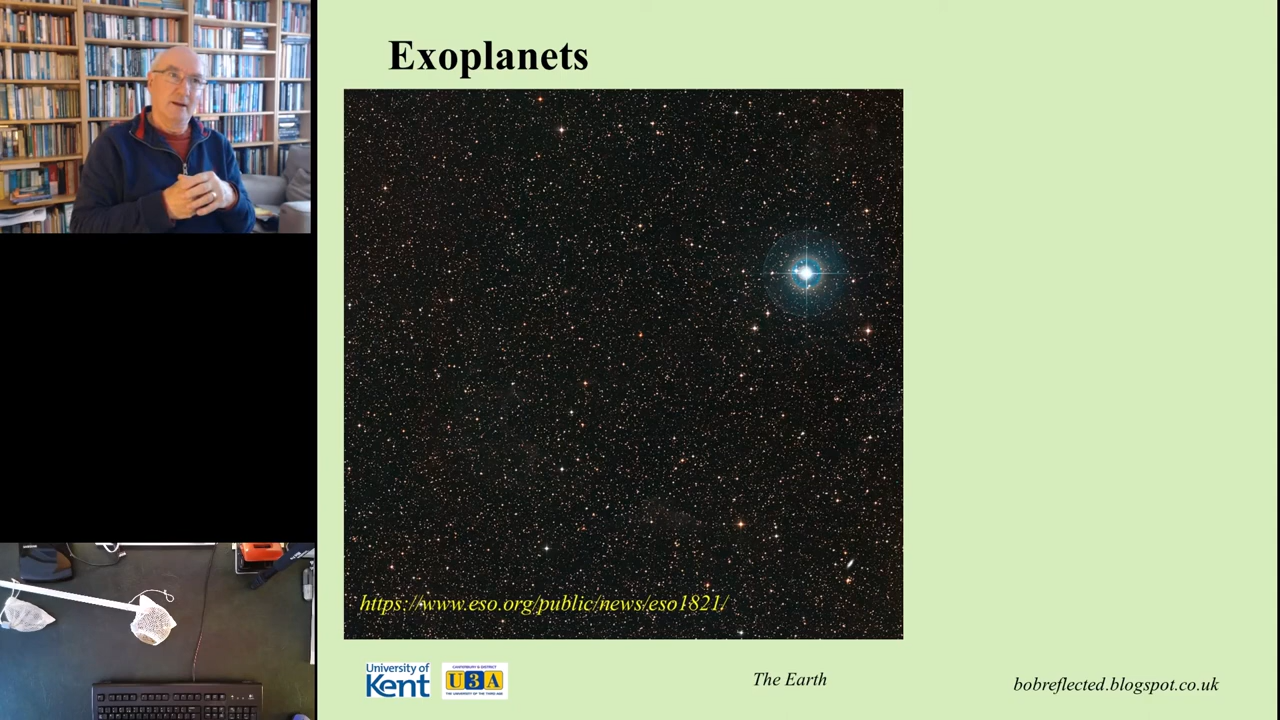 Exoplanets
https://www.eso.org/public/news/eso1821/
University of
Kent
CANTERBURY & DISTRICT
U3A
THE UNIVERSITY OF THE THIRD AGE
The Earth
bobreflected.blogspot.co.uk
SAMSUNG